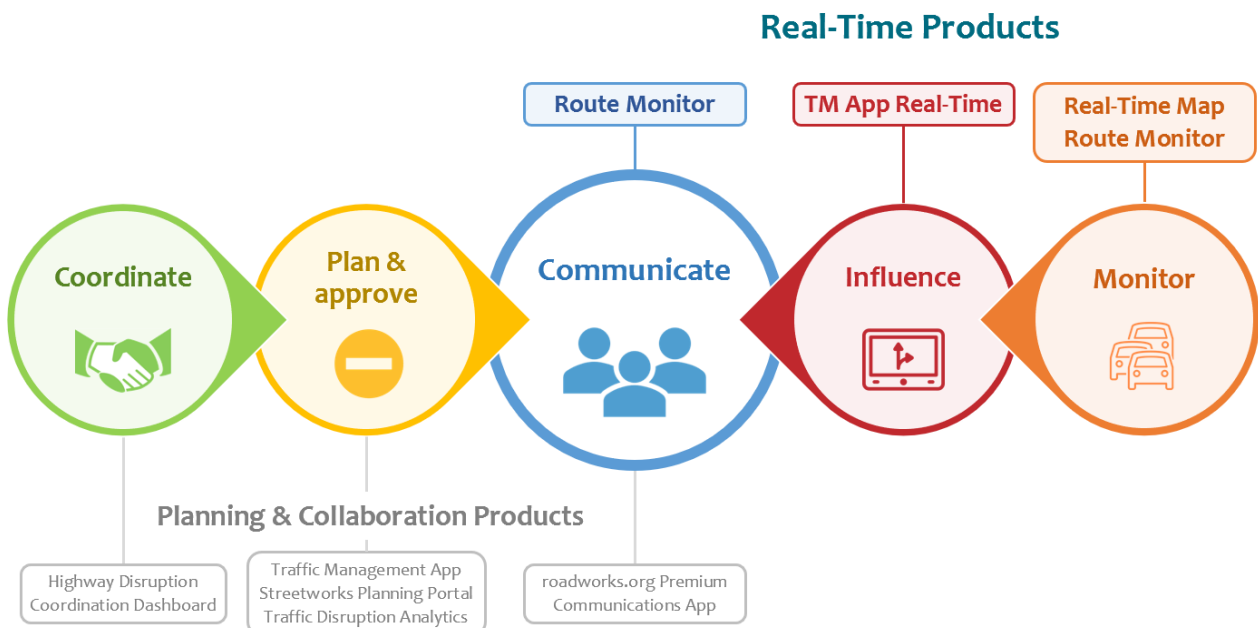 Real-Time Products
Route Monitor
TM App Real-Time
Real-Time Map
Route Monitor
Coordinate
Plan &
approve
Communicate
Influence
Monitor
Planning & Collaboration Products
Highway Disruption
Coordination Dashboard
Traffic Management App
Streetworks Planning Portal
Traffic Disruption Analytics
roadworks.org Premium
Communications App